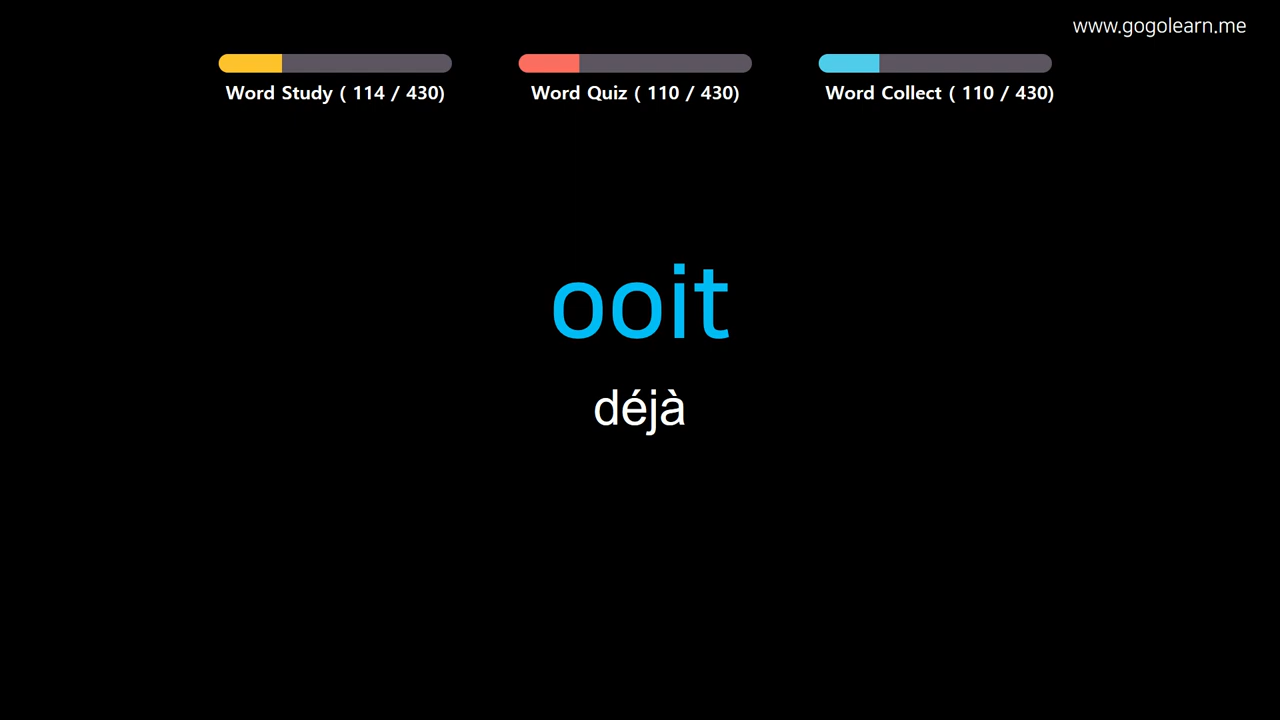 www.gogolearn.me
Word Study ( 114 / 430)
Word Quiz ( 110 / 430)
Word Collect ( 110 / 430)
ooit
déjà